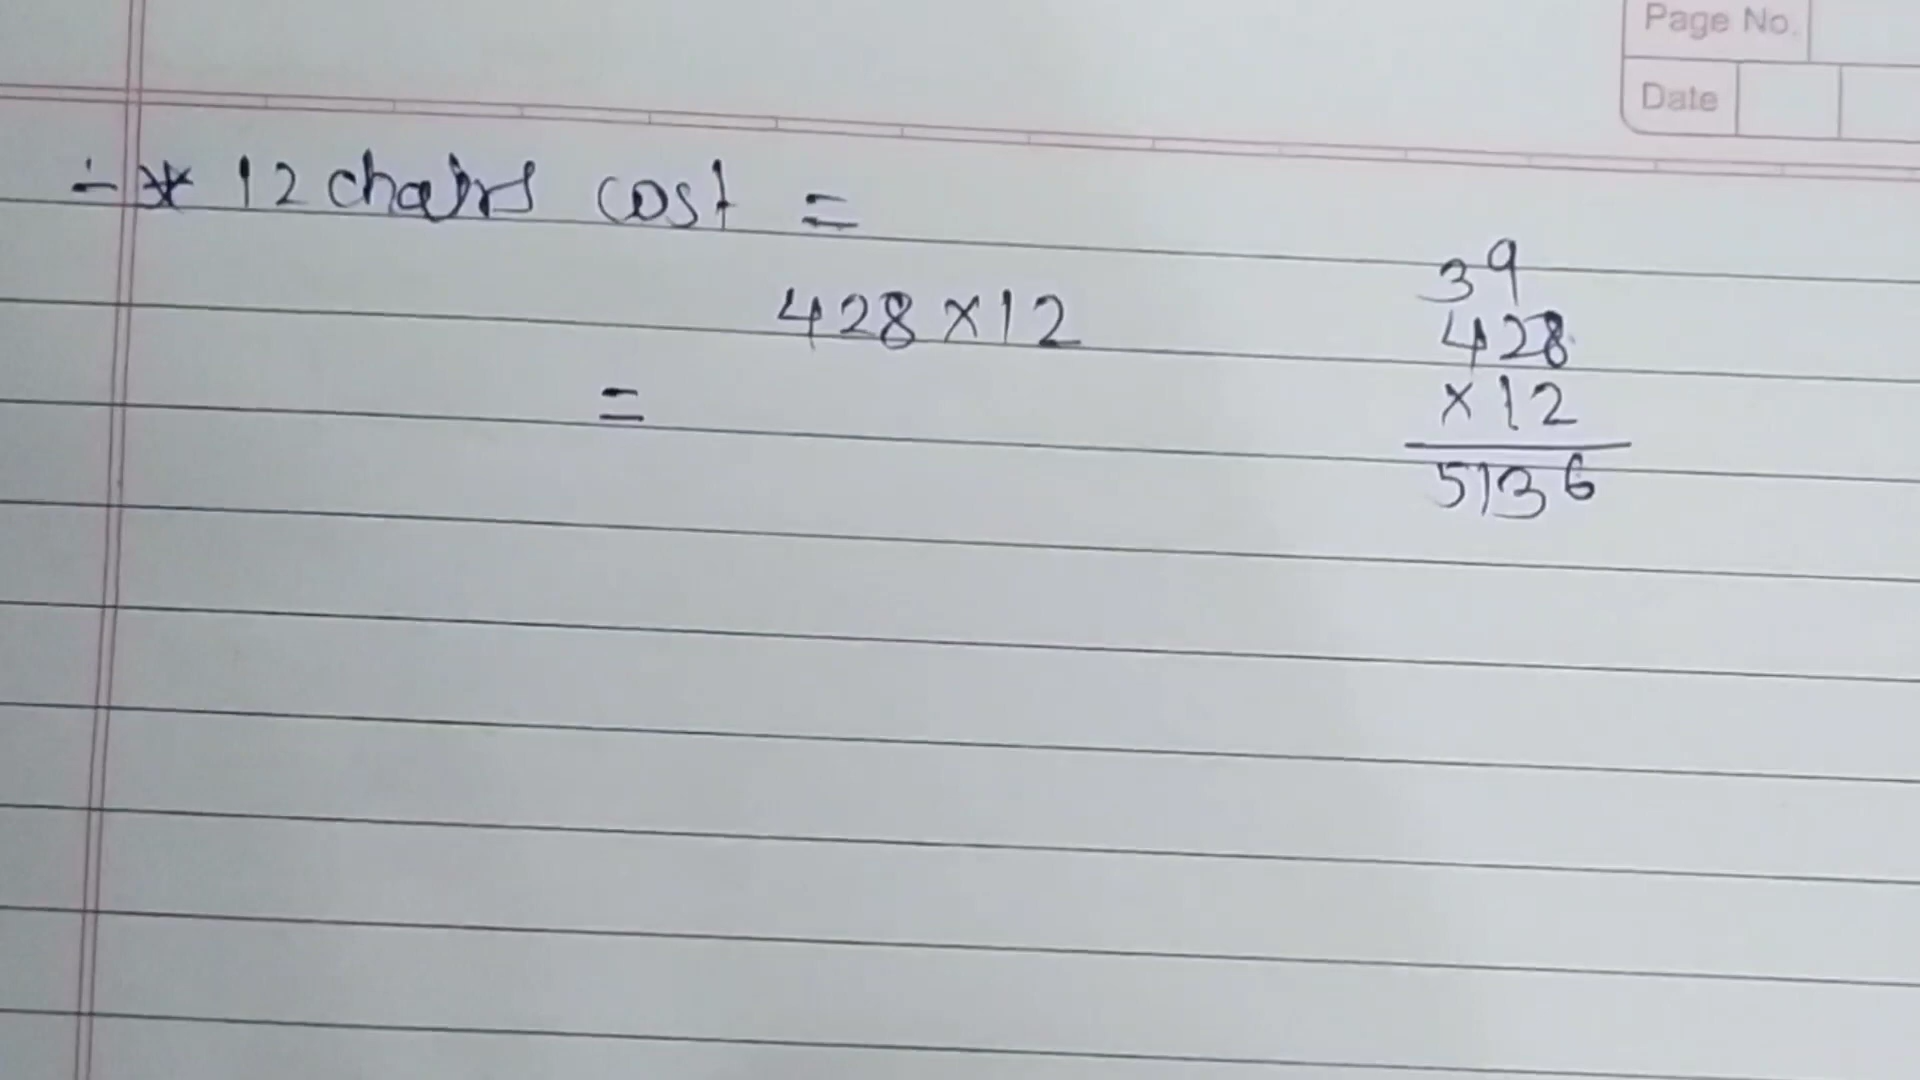 Page No.
Date
÷* 12 chairs cost =
428 × 12
=
39
428
× 12
5136